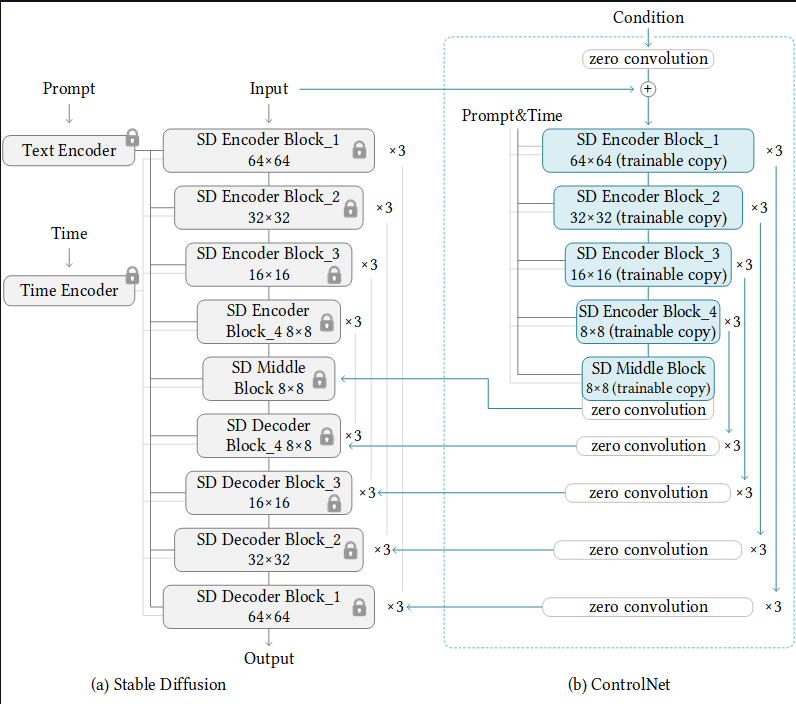 Condition
zero convolution
Prompt
Input
+
Prompt&Time
Text Encoder
SD Encoder Block_1
64×64
×3
SD Encoder Block_1
64×64 (trainable copy)
×3
SD Encoder Block_2
32×32
×3
SD Encoder Block_2
32×32 (trainable copy)
×3
Time
SD Encoder Block_3
16×16
×3
SD Encoder Block_3
16×16 (trainable copy)
×3
Time Encoder
SD Encoder
Block_4 8×8
×3
SD Encoder Block_4
8×8 (trainable copy)
×3
SD Middle
Block 8×8
SD Middle Block
8×8 (trainable copy)
zero convolution
SD Decoder
Block_4 8×8
×3
zero convolution
×3
SD Decoder Block_3
16×16
×3
zero convolution
×3
SD Decoder Block_2
32×32
×3
zero convolution
×3
SD Decoder Block_1
64×64
×3
zero convolution
×3
Output
(a) Stable Diffusion
(b) ControlNet